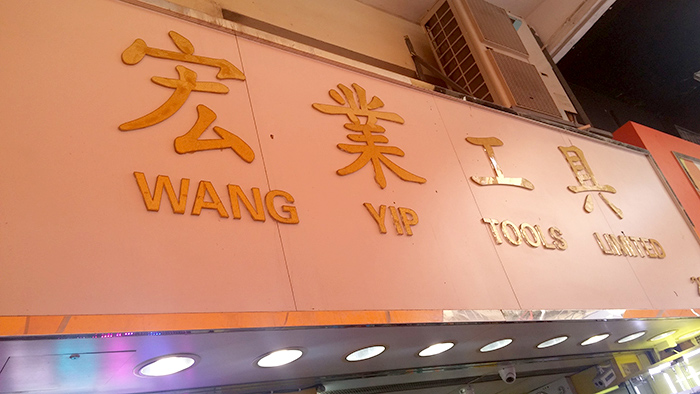 宏業工具
WANG YIP TOOLS LIMITED